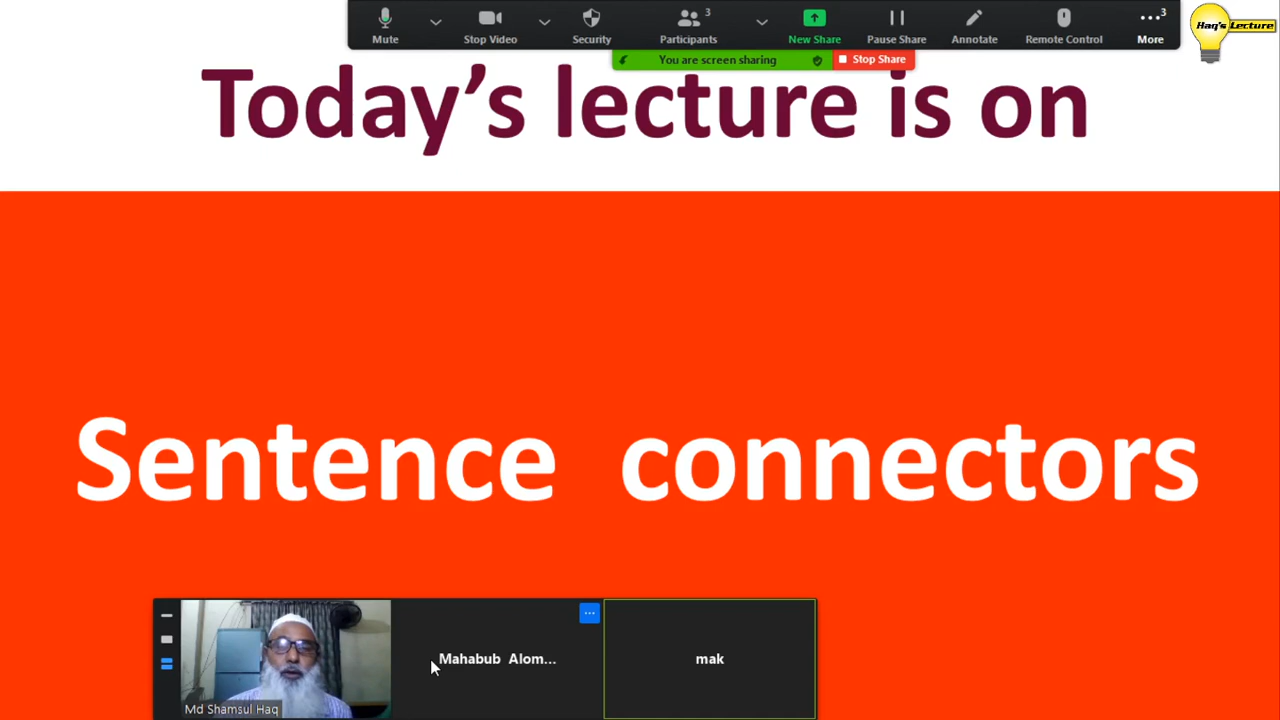 Mute
Stop Video
Security
Participants
3
New Share
Pause Share
Annotate
Remote Control
More
3
Haq's Lecture
You are screen sharing
Stop Share
Today's lecture is on
Sentence connectors
Md Shamsul Haq
Mahabub Alom...
mak